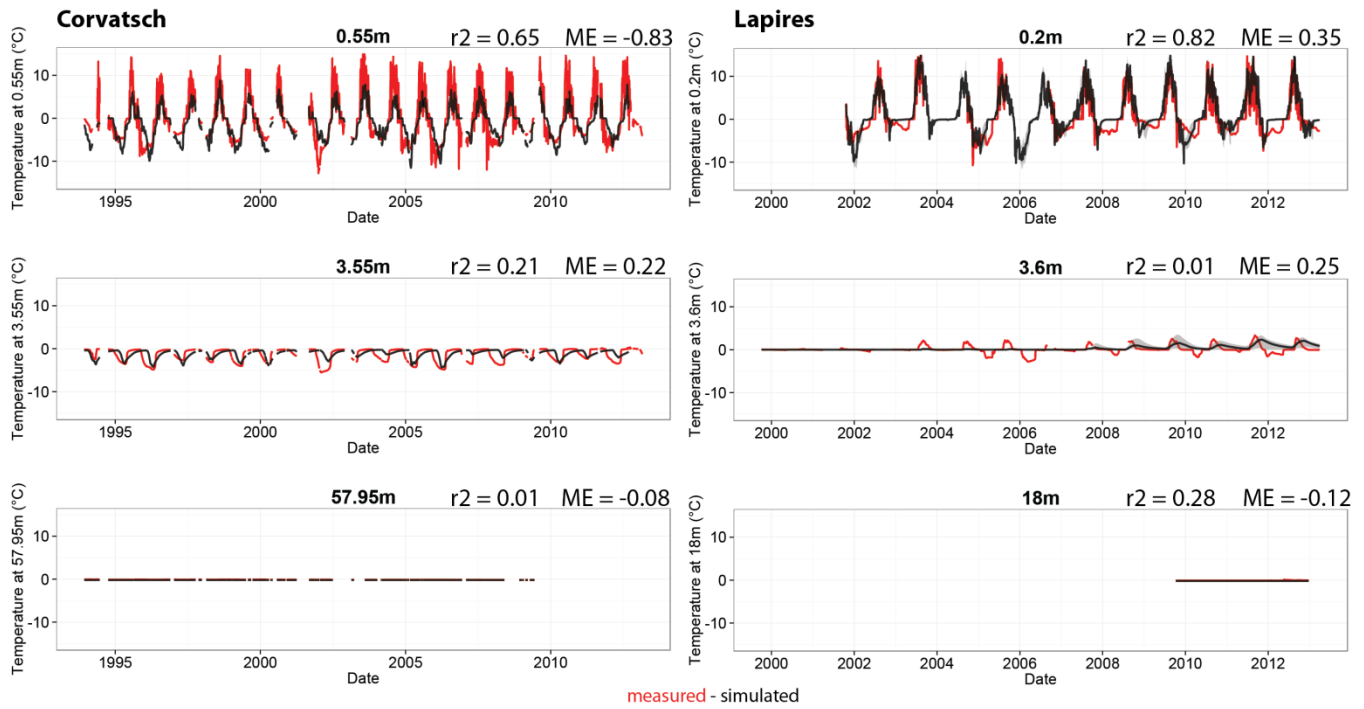 Corvatsch
0.55m r2 = 0.65 ME = -0.83
Temperature at 0.55m (°C)
10
0
-10
1995 2000 2005 2010
Date
3.55m r2 = 0.21 ME = 0.22
Temperature at 3.55m (°C)
10
0
-10
1995 2000 2005 2010
Date
57.95m r2 = 0.01 ME = -0.08
Temperature at 57.95m (°C)
10
0
-10
1995 2000 2005 2010
Date
Lapires
0.2m r2 = 0.82 ME = 0.35
Temperature at 0.2m (°C)
10
0
-10
2000 2002 2004 2006 2008 2010 2012
Date
3.6m r2 = 0.01 ME = 0.25
Temperature at 3.6m (°C)
10
0
-10
2000 2002 2004 2006 2008 2010 2012
Date
18m r2 = 0.28 ME = -0.12
Temperature at 18m (°C)
10
0
-10
2000 2002 2004 2006 2008 2010 2012
Date
measured - simulated